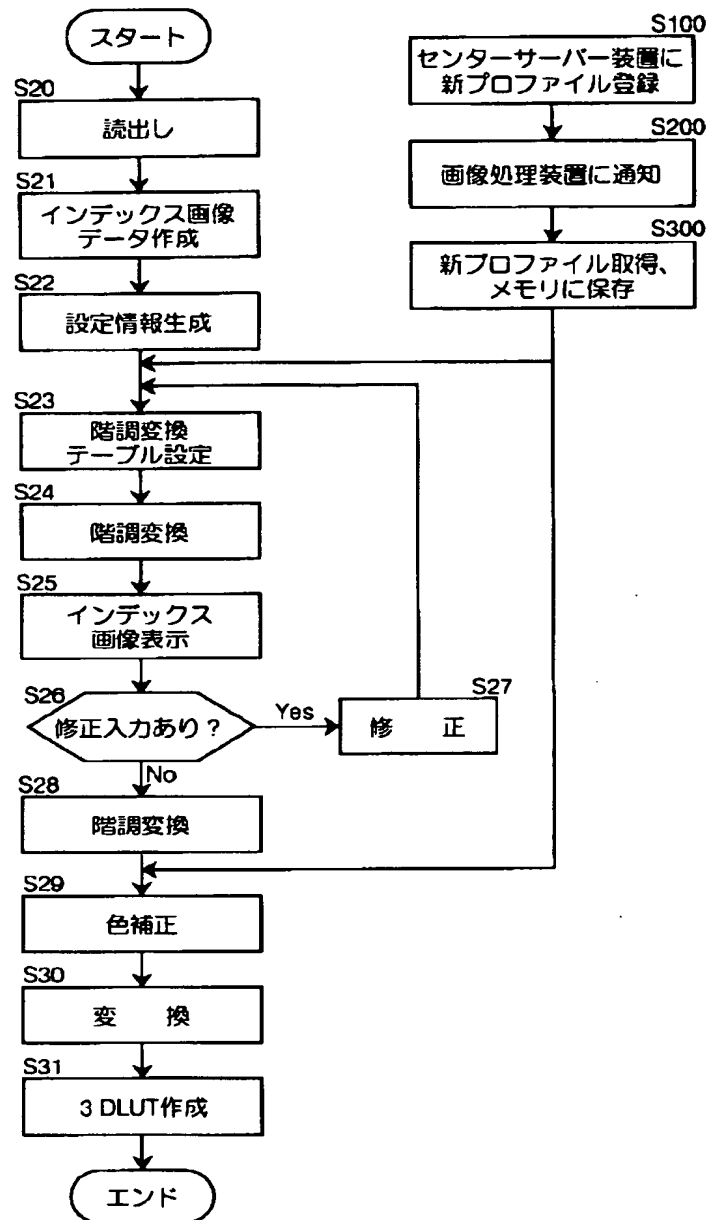 スタート
S20
読出し
S21
インデックス画像
データ作成
S22
設定情報生成
S23
階調変換
テーブル設定
S24
階調変換
S25
インデックス
画像表示
S26
修正入力あり？
Yes
S27
修 正
No
S28
階調変換
S29
色補正
S30
変 換
S31
3 DLUT作成
エンド
S100
センターサーバー装置に
新プロファイル登録
S200
画像処理装置に通知
S300
新プロファイル取得、
メモリに保存